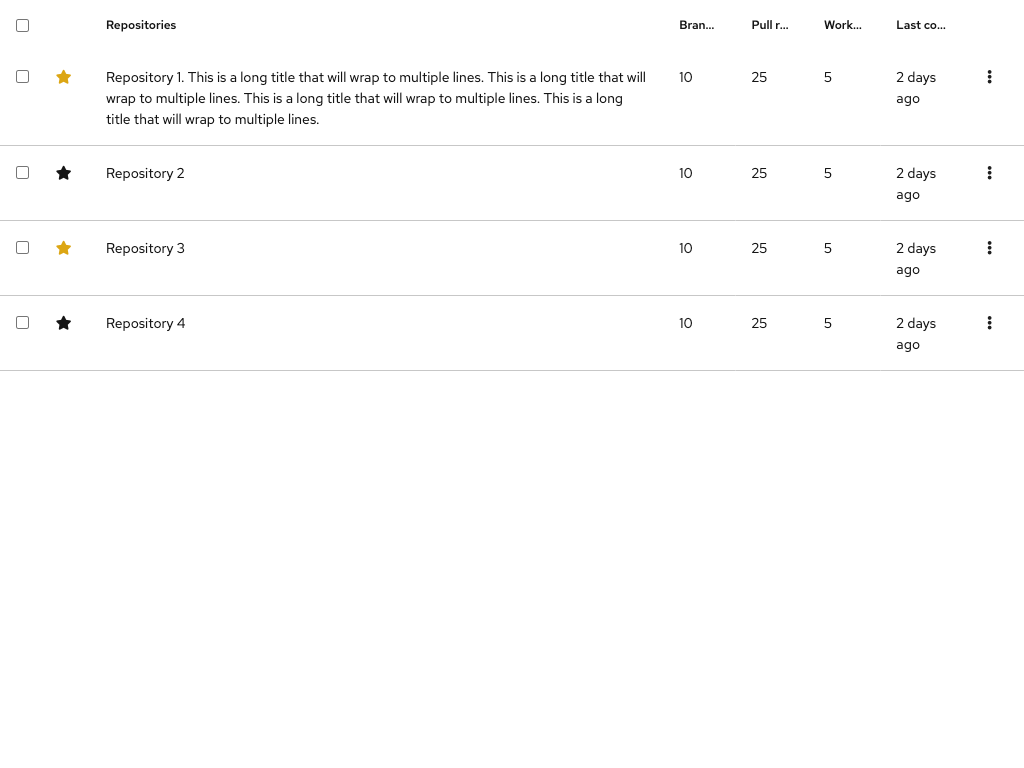 Repositories Bran... Pull r... Work... Last co...
Repository 1. This is a long title that will wrap to multiple lines. This is a long title that will 10 25 5 2 days
wrap to multiple lines. This is a long title that will wrap to multiple lines. This is a long ago
title that will wrap to multiple lines.
Repository 2 10 25 5 2 days
ago
Repository 3 10 25 5 2 days
ago
Repository 4 10 25 5 2 days
ago